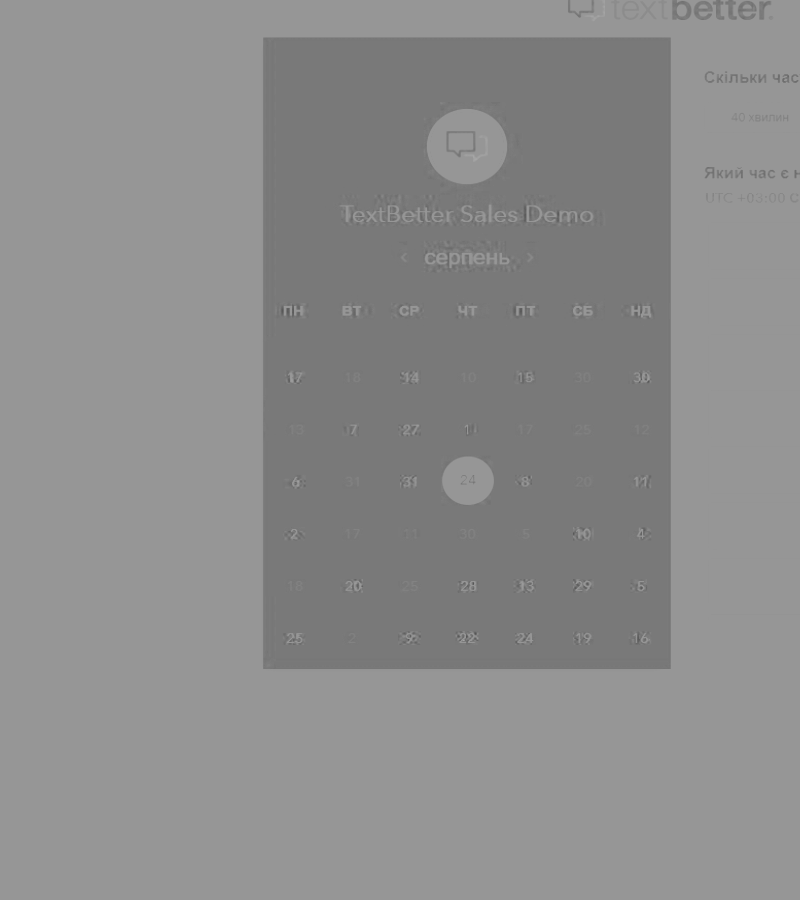 textbetter.
TextBetter Sales Demo
серпень
ПН ВТ СР ЧТ ПТ СБ НД
17 18 14 10 15 30 30
13 7 27 1 17 25 12
6 31 31 24 8 20 11
2 17 11 30 5 10 4
18 20 25 28 13 29 5
25 2 9 22 24 19 16
Скільки час
40 хвилин
Який час є н
UTC +03:00 С